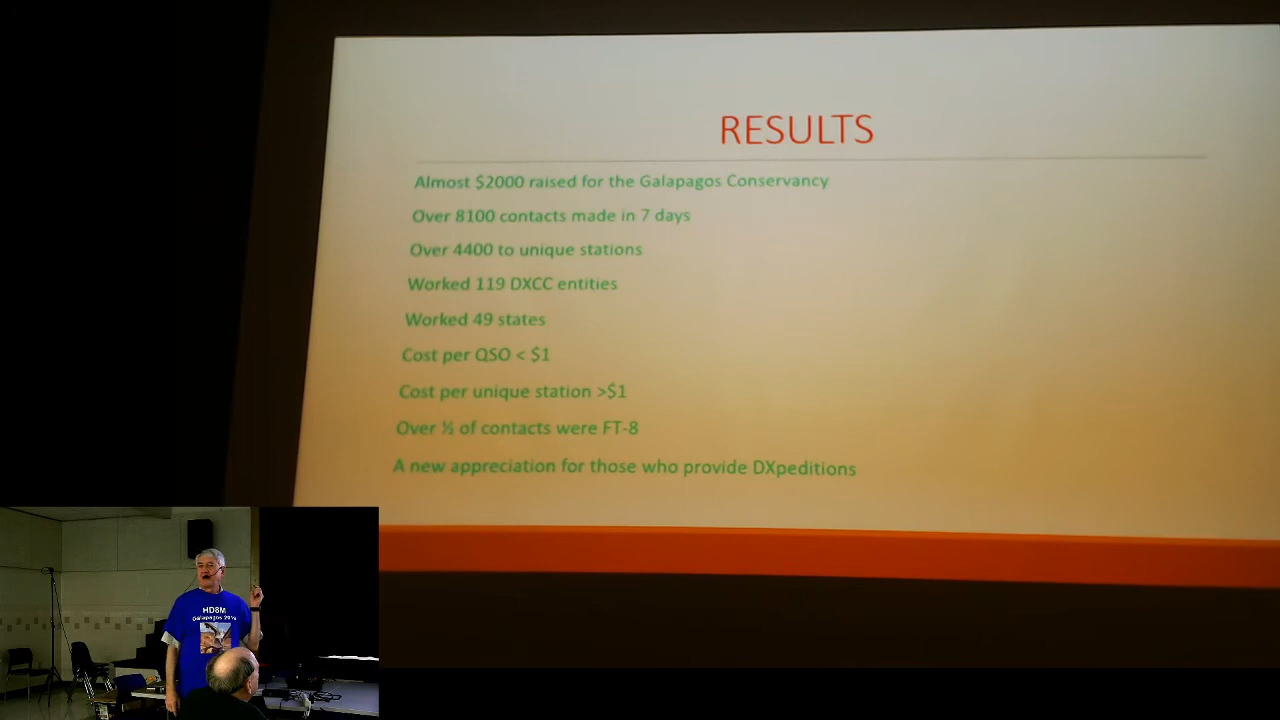 RESULTS
Almost $2000 raised for the Galapagos Conservancy
Over 8100 contacts made in 7 days
Over 4400 to unique stations
Worked 119 DXCC entities
Worked 49 states
Cost per QSO < $1
Cost per unique station >$1
Over ½ of contacts were FT-8
A new appreciation for those who provide DXpeditions
HD8M
Galapagos